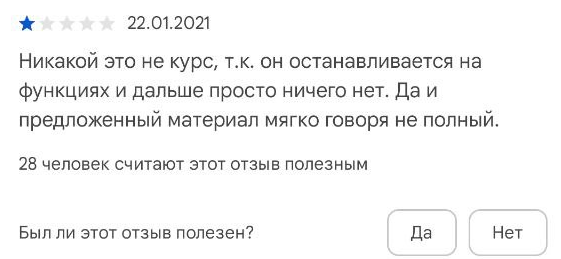 22.01.2021
Никакой это не курс, т.к. он останавливается на
функциях и дальше просто ничего нет. Да и
предложенный материал мягко говоря не полный.
28 человек считают этот отзыв полезным
Был ли этот отзыв полезен? Да Нет